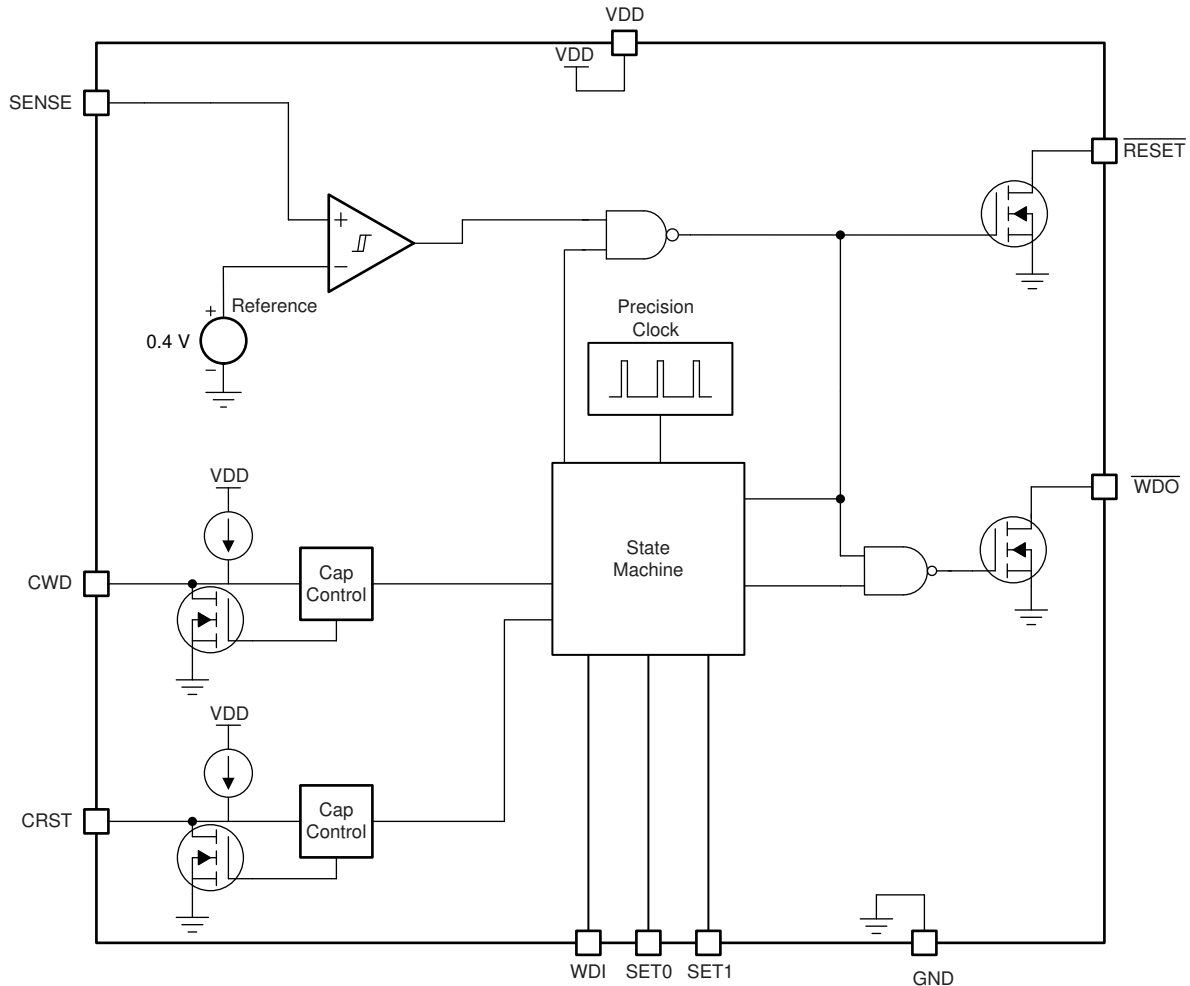 VDD
VDD
SENSE
RESET
+
−
+
Reference
0.4 V
−
Precision
Clock
VDD
WDO
State
Machine
Cap
Control
CWD
VDD
Cap
Control
CRST
WDI
SET0
SET1
GND